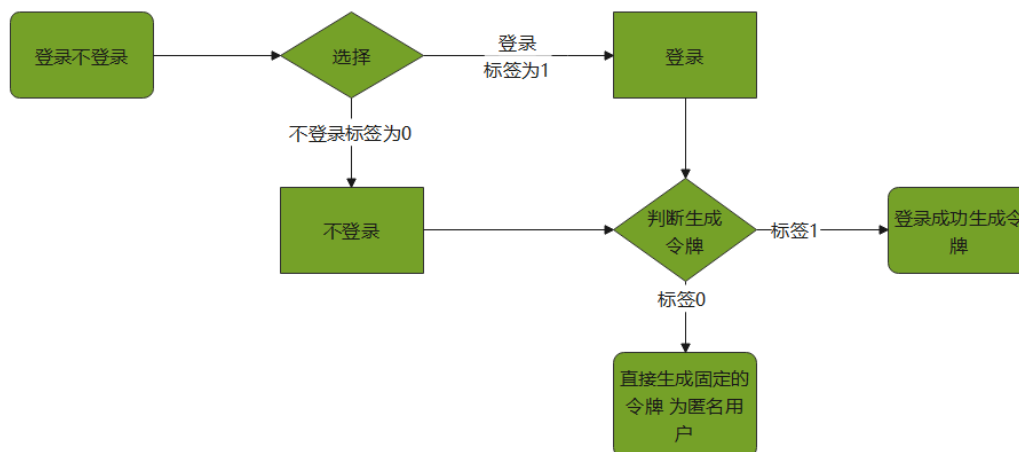 登录不登录
选择
登录
标签为1
登录
不登录标签为0
不登录
判断生成
令牌
标签1
登录成功生成令
牌
标签0
直接生成固定的
令牌 为匿名用
户